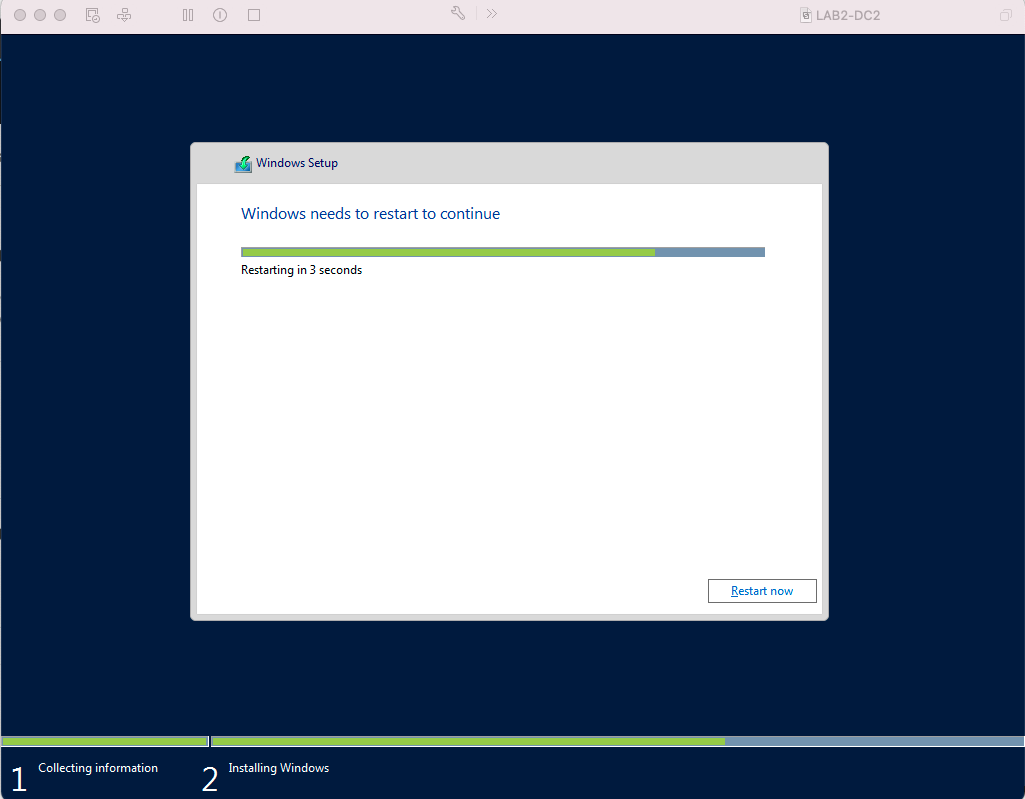 LAB2-DC2
Windows Setup
Windows needs to restart to continue
Restarting in 3 seconds
Restart now
1 Collecting information
2 Installing Windows